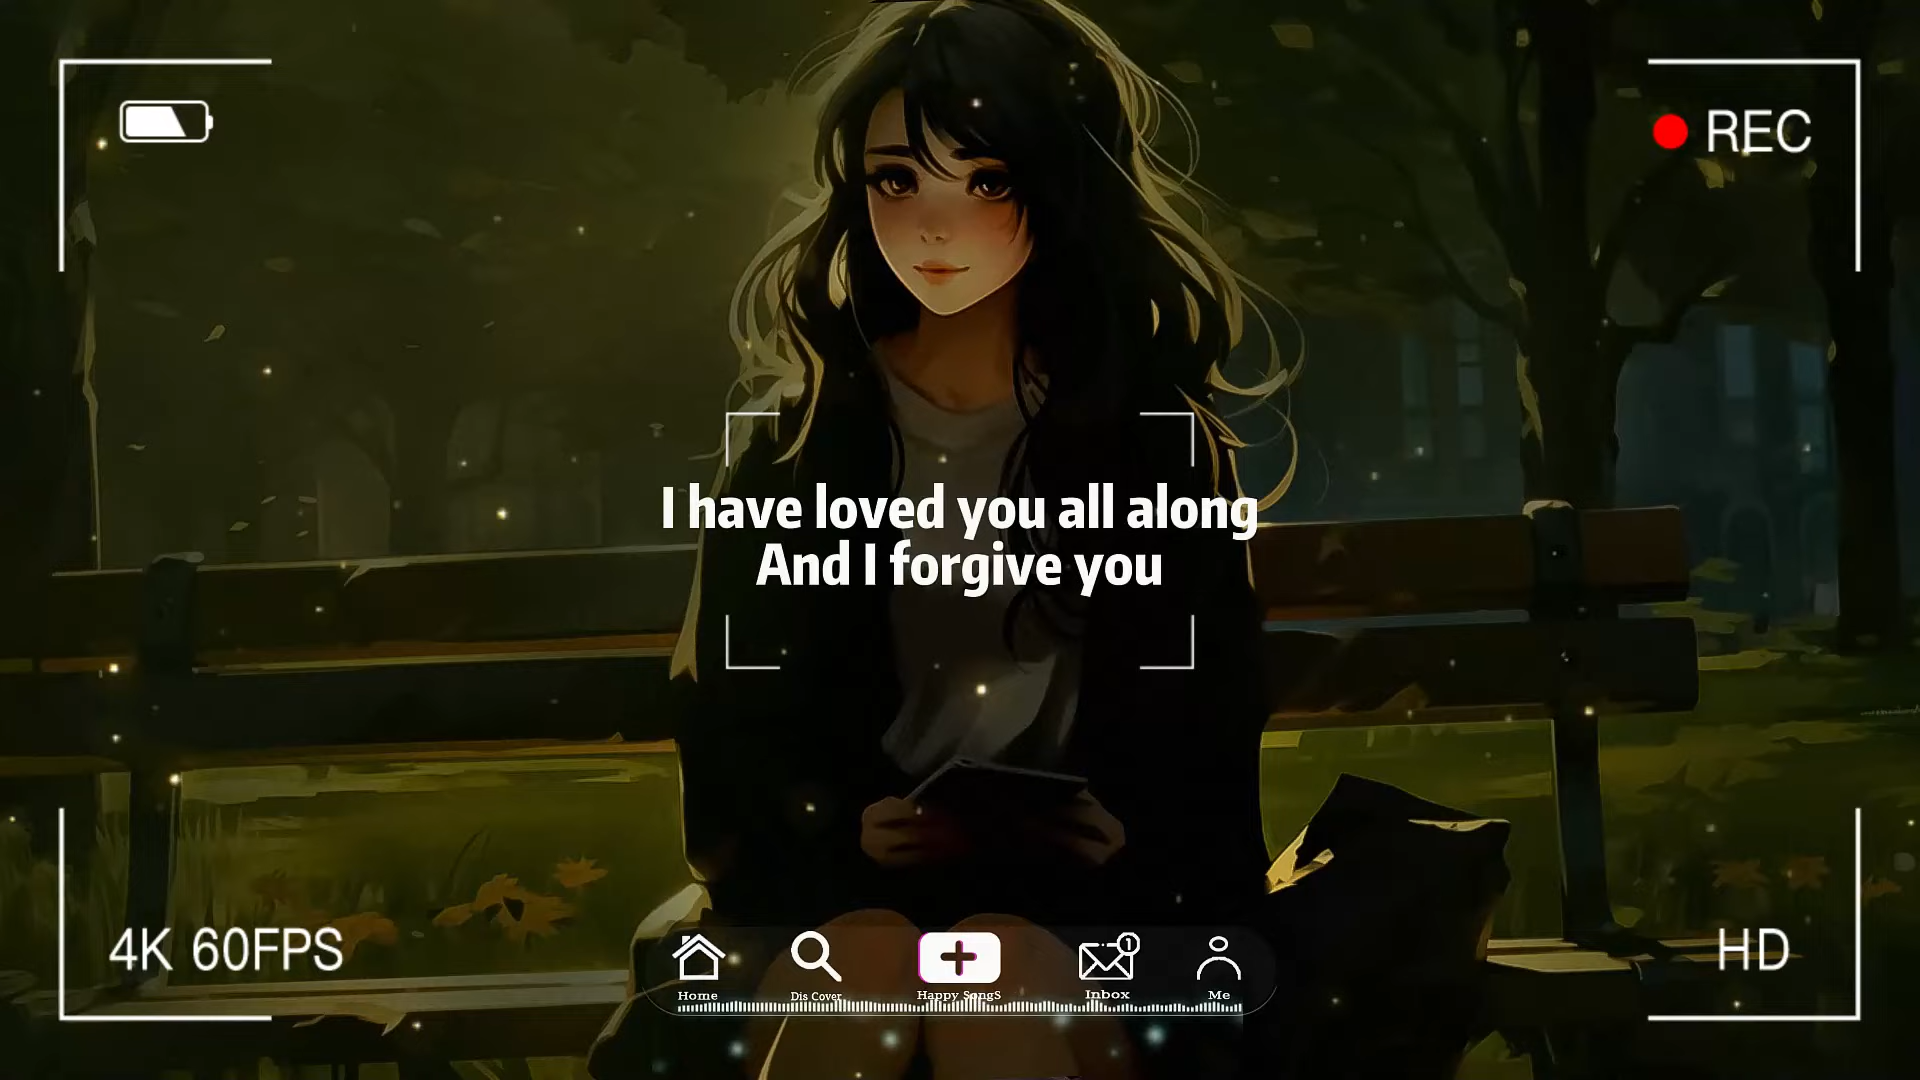 REC
I have loved you all along
And I forgive you
4K 60FPS
HD
1
Home
Dis Cover
Happy SongS
Inbox
Me